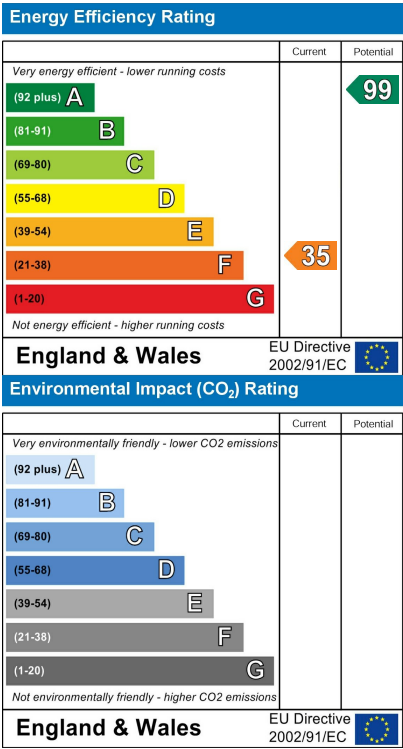 Energy Efficiency Rating
Current Potential
Very energy efficient - lower running costs
(92 plus) A
99
(81-91) B
(69-80) C
(55-68) D
(39-54) E
(21-38) F
35
(1-20) G
Not energy efficient - higher running costs
England & Wales
EU Directive
2002/91/EC
Environmental Impact (CO₂) Rating
Current Potential
Very environmentally friendly - lower CO2 emissions
(92 plus) A
(81-91) B
(69-80) C
(55-68) D
(39-54) E
(21-38) F
(1-20) G
Not environmentally friendly - higher CO2 emissions
England & Wales
EU Directive
2002/91/EC